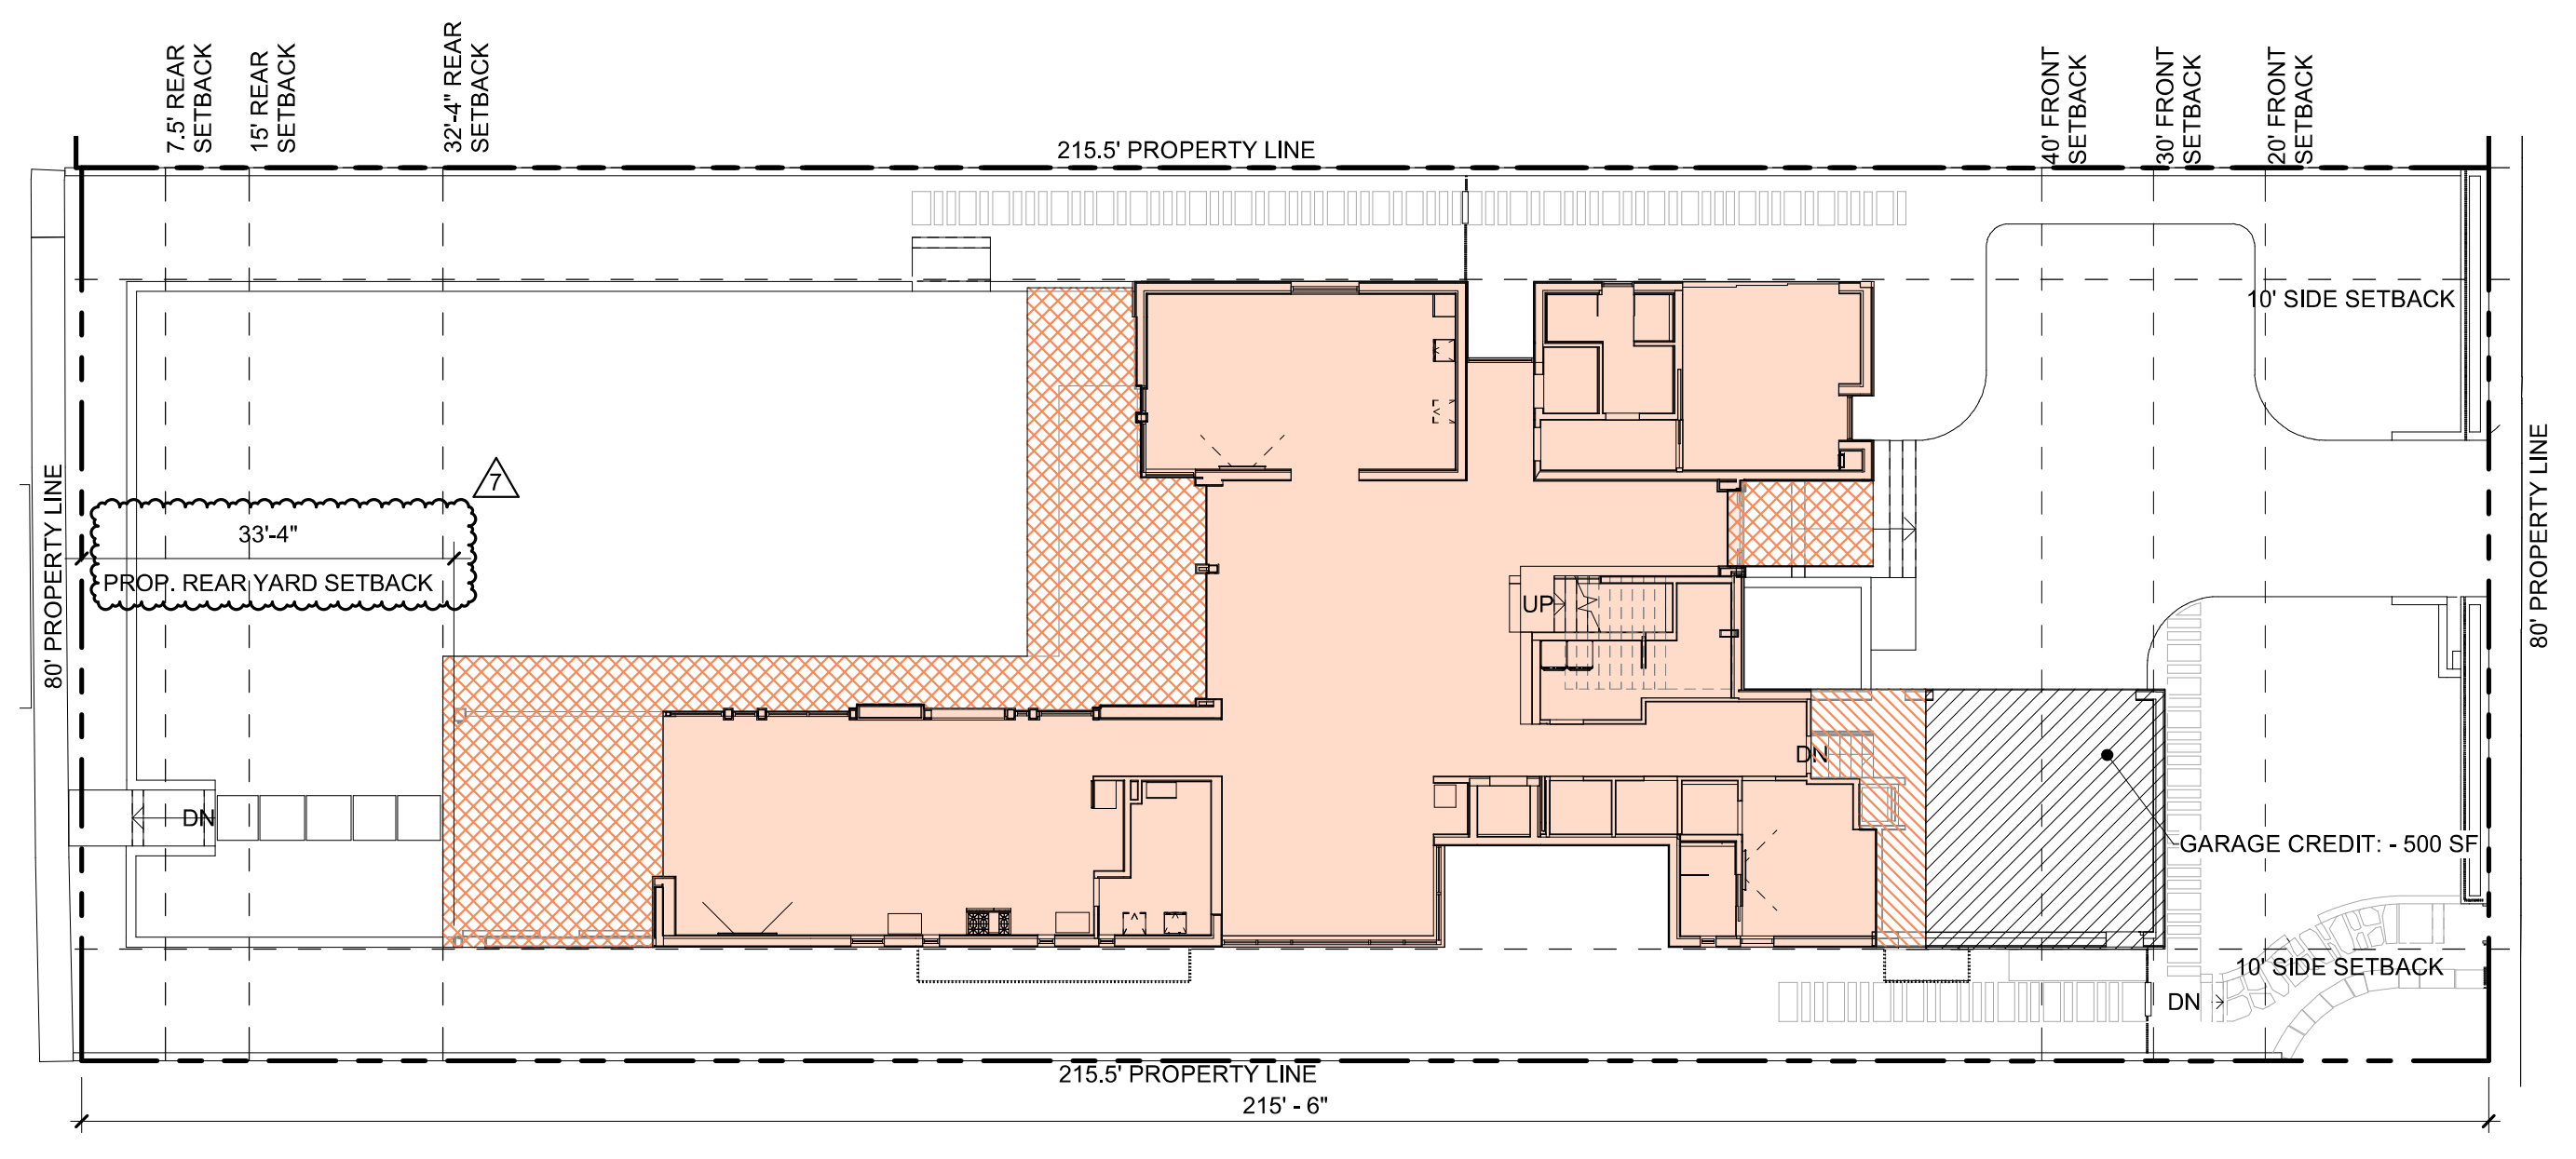 7.5' REAR
SETBACK
15' REAR
SETBACK
32'-4" REAR
SETBACK
40' FRONT
SETBACK
30' FRONT
SETBACK
20' FRONT
SETBACK
215.5' PROPERTY LINE
10' SIDE SETBACK
80' PROPERTY LINE
7
33'-4"
PROP. REAR YARD SETBACK
80' PROPERTY LINE
UP
DN
DN
GARAGE CREDIT: - 500 SF
10' SIDE SETBACK
DN
215.5' PROPERTY LINE
215' - 6"